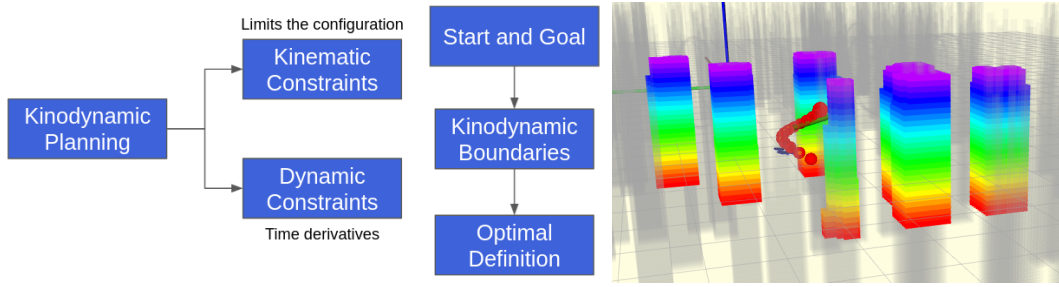 Limits the configuration
Kinematic
Constraints
Kinodynamic
Planning
Dynamic
Constraints
Time derivatives
Start and Goal
Kinodynamic
Boundaries
Optimal
Definition